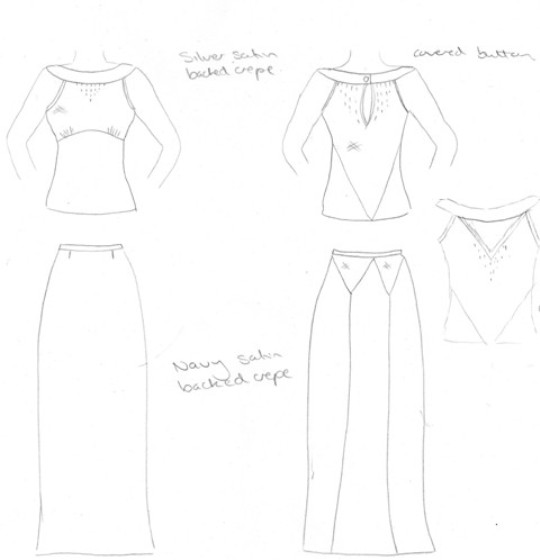 Silver satin
backed crepe
covered button
Navy satin
backed crepe